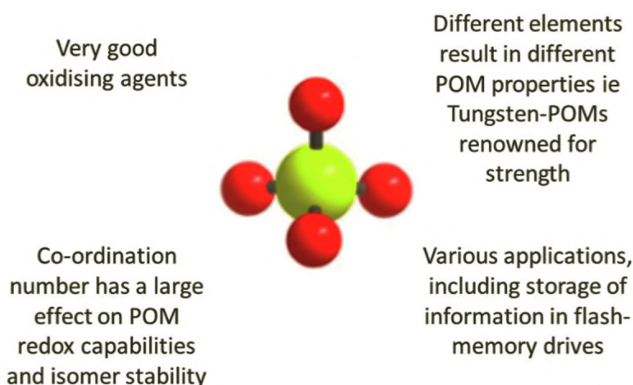 Very good
oxidising agents
Different elements
result in different
POM properties ie
Tungsten-POMs
renowned for
strength
Co-ordination
number has a large
effect on POM
redox capabilities
and isomer stability
Various applications,
including storage of
information in flash-
memory drives